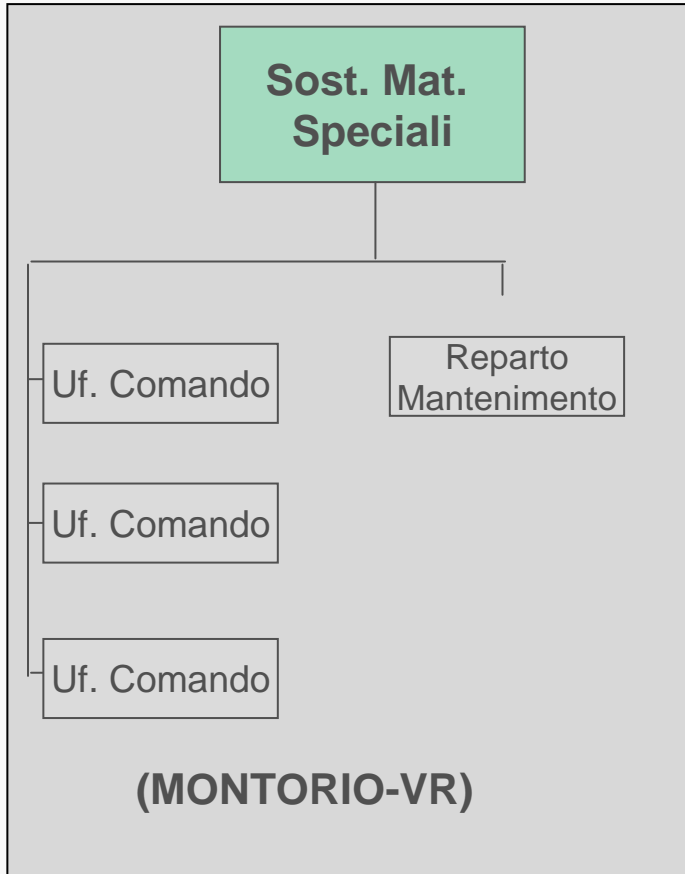 Sost. Mat.
Speciali
Uf. Comando
Reparto
Mantenimento
Uf. Comando
Uf. Comando
(MONTORIO-VR)